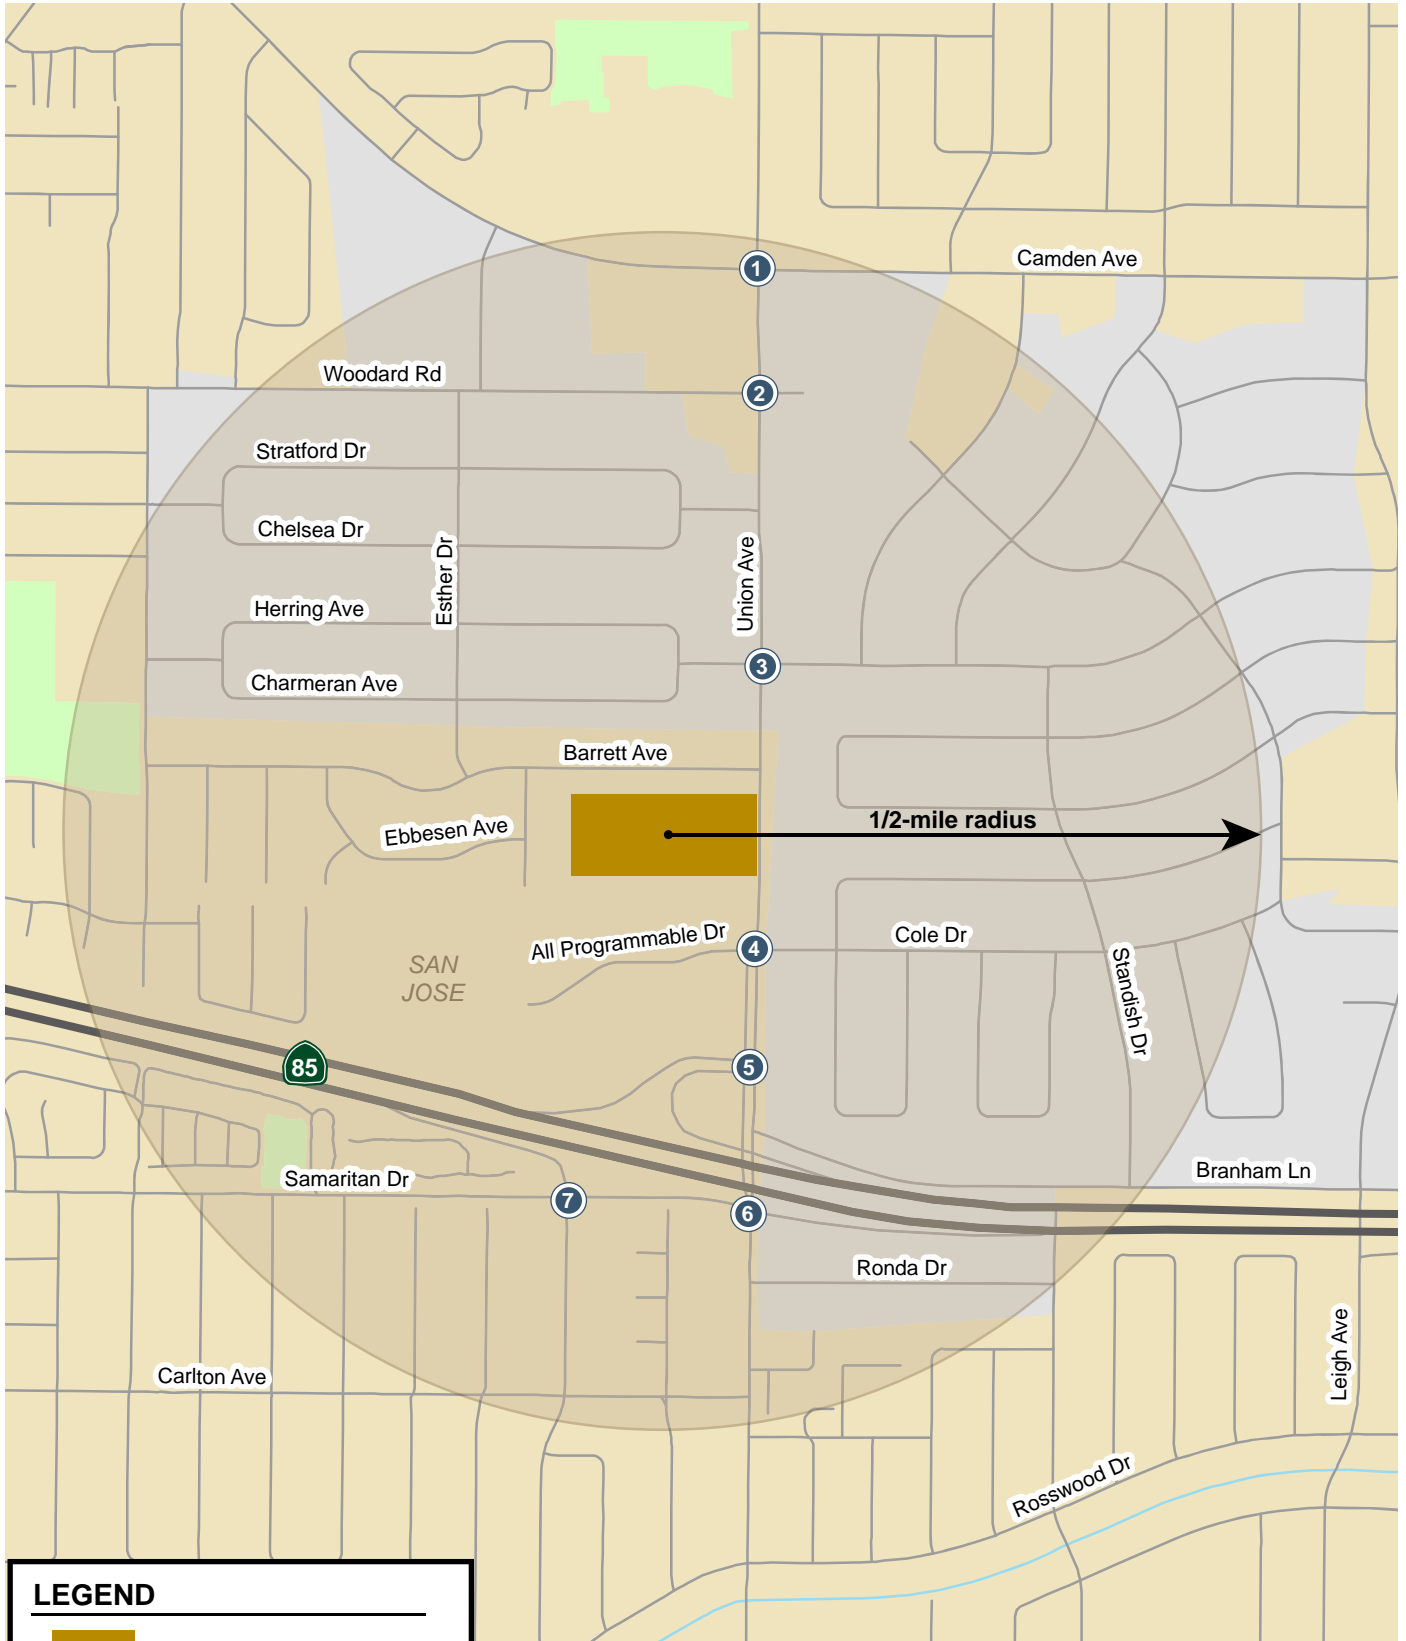 1
Camden Ave
Woodard Rd
2
Stratford Dr
Chelsea Dr
Esther Dr
Union Ave
Herring Ave
3
Charmeran Ave
Barrett Ave
1/2-mile radius
Ebbesen Ave
All Programmable Dr
4
Cole Dr
SAN
JOSE
Standish Dr
85
5
Samaritan Dr
7
6
Branham Ln
Ronda Dr
Leigh Ave
Carlton Ave
Rosswood Dr
LEGEND